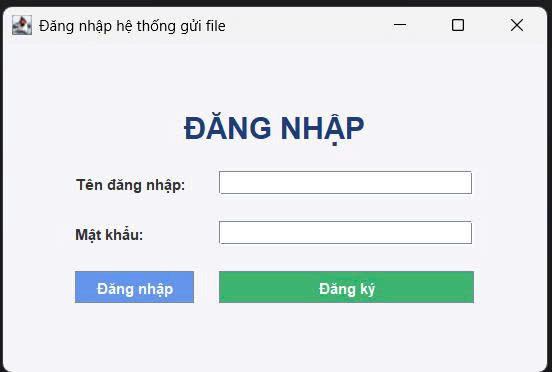 Đăng nhập hệ thống gửi file
ĐĂNG NHẬP
Tên đăng nhập:
Mật khẩu:
Đăng nhập
Đăng ký